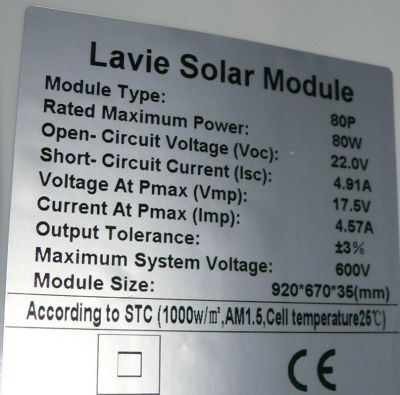 Lavie Solar Module
Module Type: 80P
Rated Maximum Power: 80W
Open- Circuit Voltage (Voc): 22.0V
Short- Circuit Current (Isc): 4.91A
Voltage At Pmax (Vmp): 17.5V
Current At Pmax (Imp): 4.57A
Output Tolerance: ±3%
Maximum System Voltage: 600V
Module Size: 920*670*35(mm)
According to STC (1000w/㎡,AM1.5,Cell temperature25℃)
CE